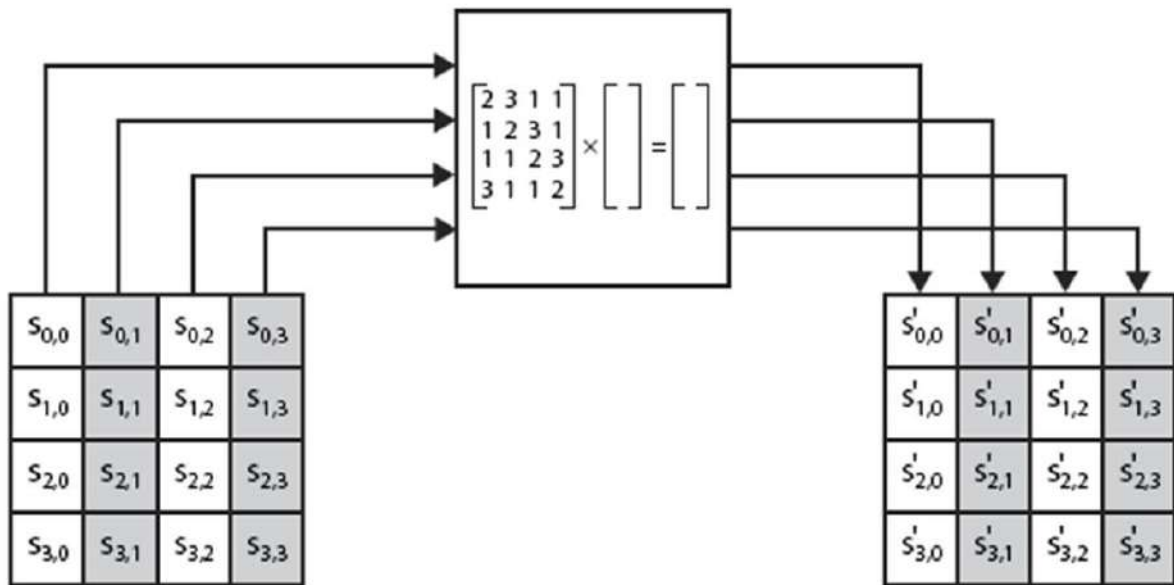 2 3 1 1
1 2 3 1 × =
1 1 2 3
3 1 1 2
S0,0 S0,1 S0,2 S0,3
S1,0 S1,1 S1,2 S1,3
S2,0 S2,1 S2,2 S2,3
S3,0 S3,1 S3,2 S3,3
S'0,0 S'0,1 S'0,2 S'0,3
S'1,0 S'1,1 S'1,2 S'1,3
S'2,0 S'2,1 S'2,2 S'2,3
S'3,0 S'3,1 S'3,2 S'3,3